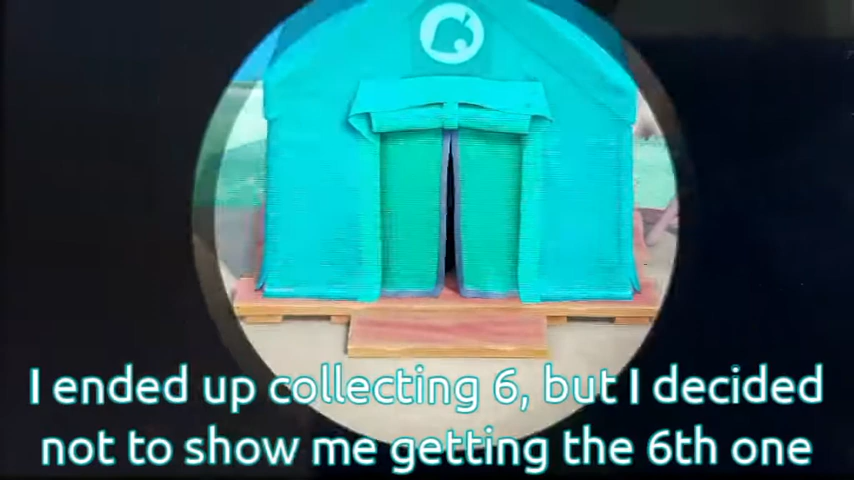 I ended up collecting 6, but I decided
not to show me getting the 6th one